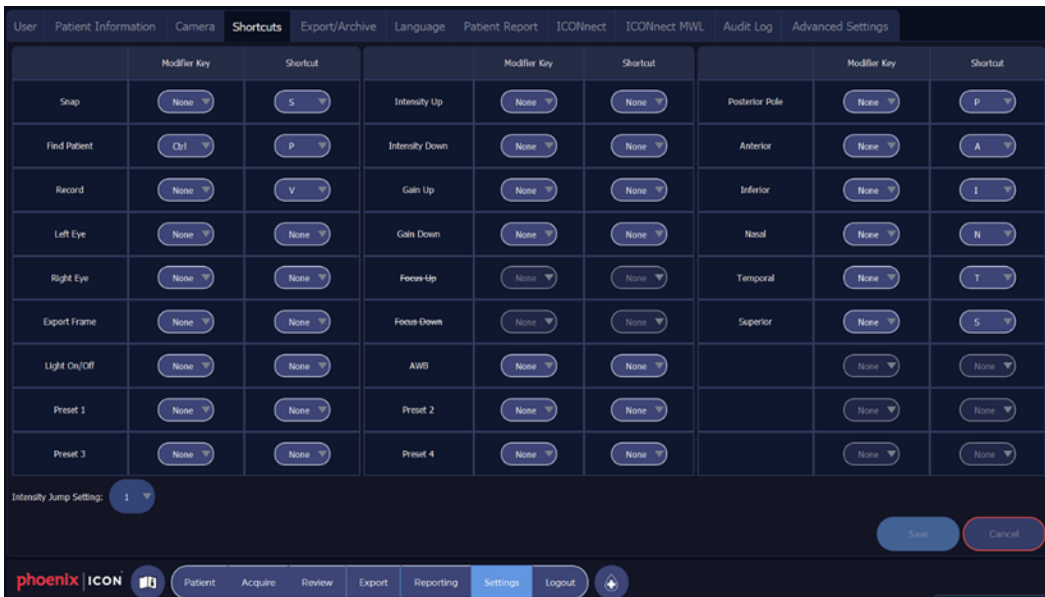 User Patient Information Camera Shortcuts Export/Archive Language Patient Report ICONnect ICONnect MWL Audit Log Advanced Settings
Modifier Key Shortcut Modifier Key Shortcut Modifier Key Shortcut
Snap None S Intensity Up None None Posterior Pole None P
Find Patient Ctrl P Intensity Down None None Anterior None A
Record None V Gain Up None None Inferior None I
Left Eye None None Gain Down None None Nasal None N
Right Eye None None Focus Up None None Temporal None T
Export Frame None None Focus Down None None Superior None S
Light On/Off None None AWB None None None None
Preset 1 None None Preset 2 None None None None
Preset 3 None None Preset 4 None None None None
Intensity Jump Setting: 1
Save Cancel
phoenix | ICON Patient Acquire Review Export Reporting Settings Logout